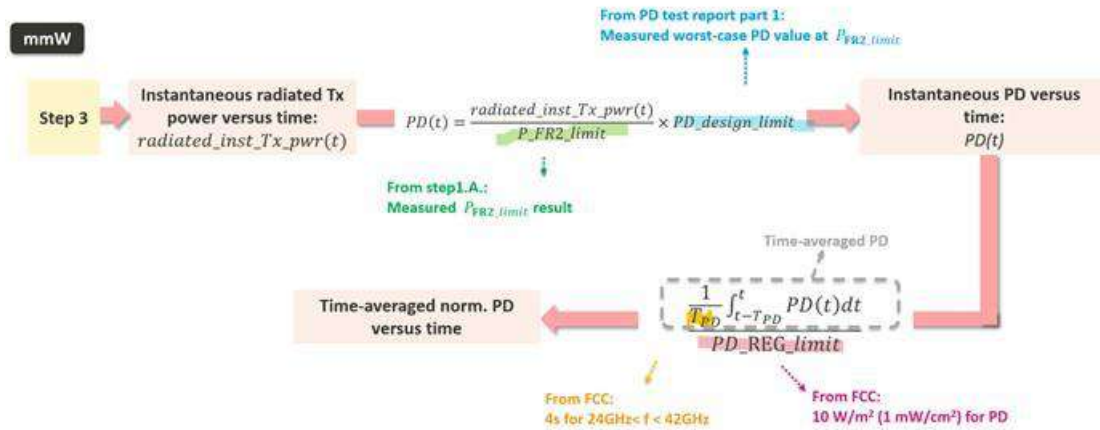 From PD test report part 1:
mmW
Measured worst-case PD value at P_FR2_limit
Instantaneous radiated Tx
power versus time:
radiated_inst_Tx_pwr(t)
Step 3
PD(t) = radiated_inst_Tx_pwr(t) / P_FR2_limit × PD_design_limit
Instantaneous PD versus
time:
PD(t)
From step1.A.:
Measured P_FR2_limit result
Time-averaged PD
Time-averaged norm. PD
versus time
1/T_PD ∫_{t−T_PD}^{t} PD(t)dt
PD_REG_limit
From FCC:
4s for 24GHz< f < 42GHz
From FCC:
10 W/m² (1 mW/cm²) for PD